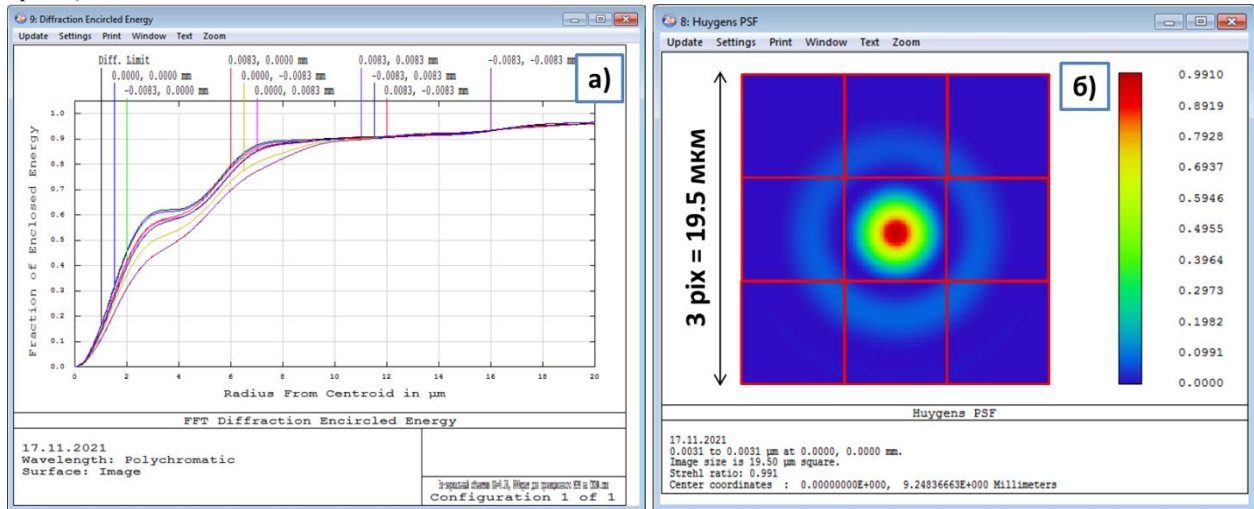 9: Diffraction Encircled Energy
Update Settings Print Window Text Zoom
а)
Diff. Limit
0.0083, 0.0000 mm
0.0083, 0.0083 mm
-0.0083, -0.0083 mm
0.0000, 0.0000 mm
0.0000, -0.0083 mm
-0.0083, 0.0083 mm
-0.0083, 0.0000 mm
0.0000, 0.0083 mm
0.0083, -0.0083 mm
1.0
0.9
0.8
0.7
0.6
0.5
0.4
0.3
0.2
0.1
0.0
Fraction of Enclosed Energy
0 2 4 6 8 10 12 14 16 18 20
Radius From Centroid in µm
FFT Diffraction Encircled Energy
17.11.2021
Wavelength: Polychromatic
Surface: Image
Configuration 1 of 1
8: Huygens PSF
Update Settings Print Window Text Zoom
б)
3 pix = 19.5 мкм
0.9910
0.8919
0.7928
0.6937
0.5946
0.4955
0.3964
0.2973
0.1982
0.0991
0.0000
Huygens PSF
17.11.2021
0.0031 to 0.0031 µm at 0.0000, 0.0000 mm.
Image size is 19.50 µm square.
Strehl ratio: 0.991
Center coordinates : 0.00000000E+000, 9.24836663E+000 Millimeters